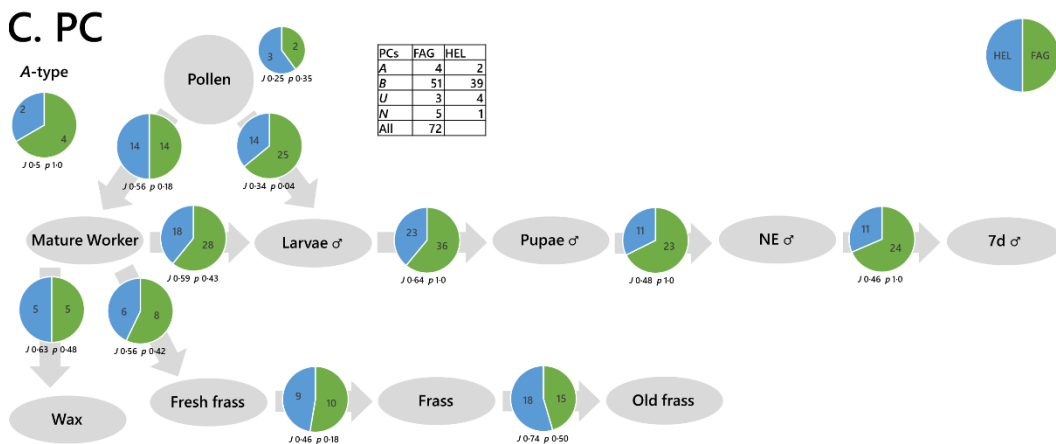 C. PC
A-type
2
4
J 0·5 p 1·0
Pollen
3
2
J 0·25 p 0·35
PCs FAG HEL
A 4 2
B 51 39
U 3 4
N 5 1
All 72
HEL FAG
14 14
J 0·56 p 0·18
14
25
J 0·34 p 0·04
Mature Worker
18
28
J 0·59 p 0·43
Larvae ♂
23
36
J 0·64 p 1·0
Pupae ♂
11
23
J 0·48 p 1·0
NE ♂
11
24
J 0·46 p 1·0
7d ♂
5 5
J 0·63 p 0·48
6
8
J 0·56 p 0·42
Wax
Fresh frass
9
10
J 0·46 p 0·18
Frass
18
15
J 0·74 p 0·50
Old frass